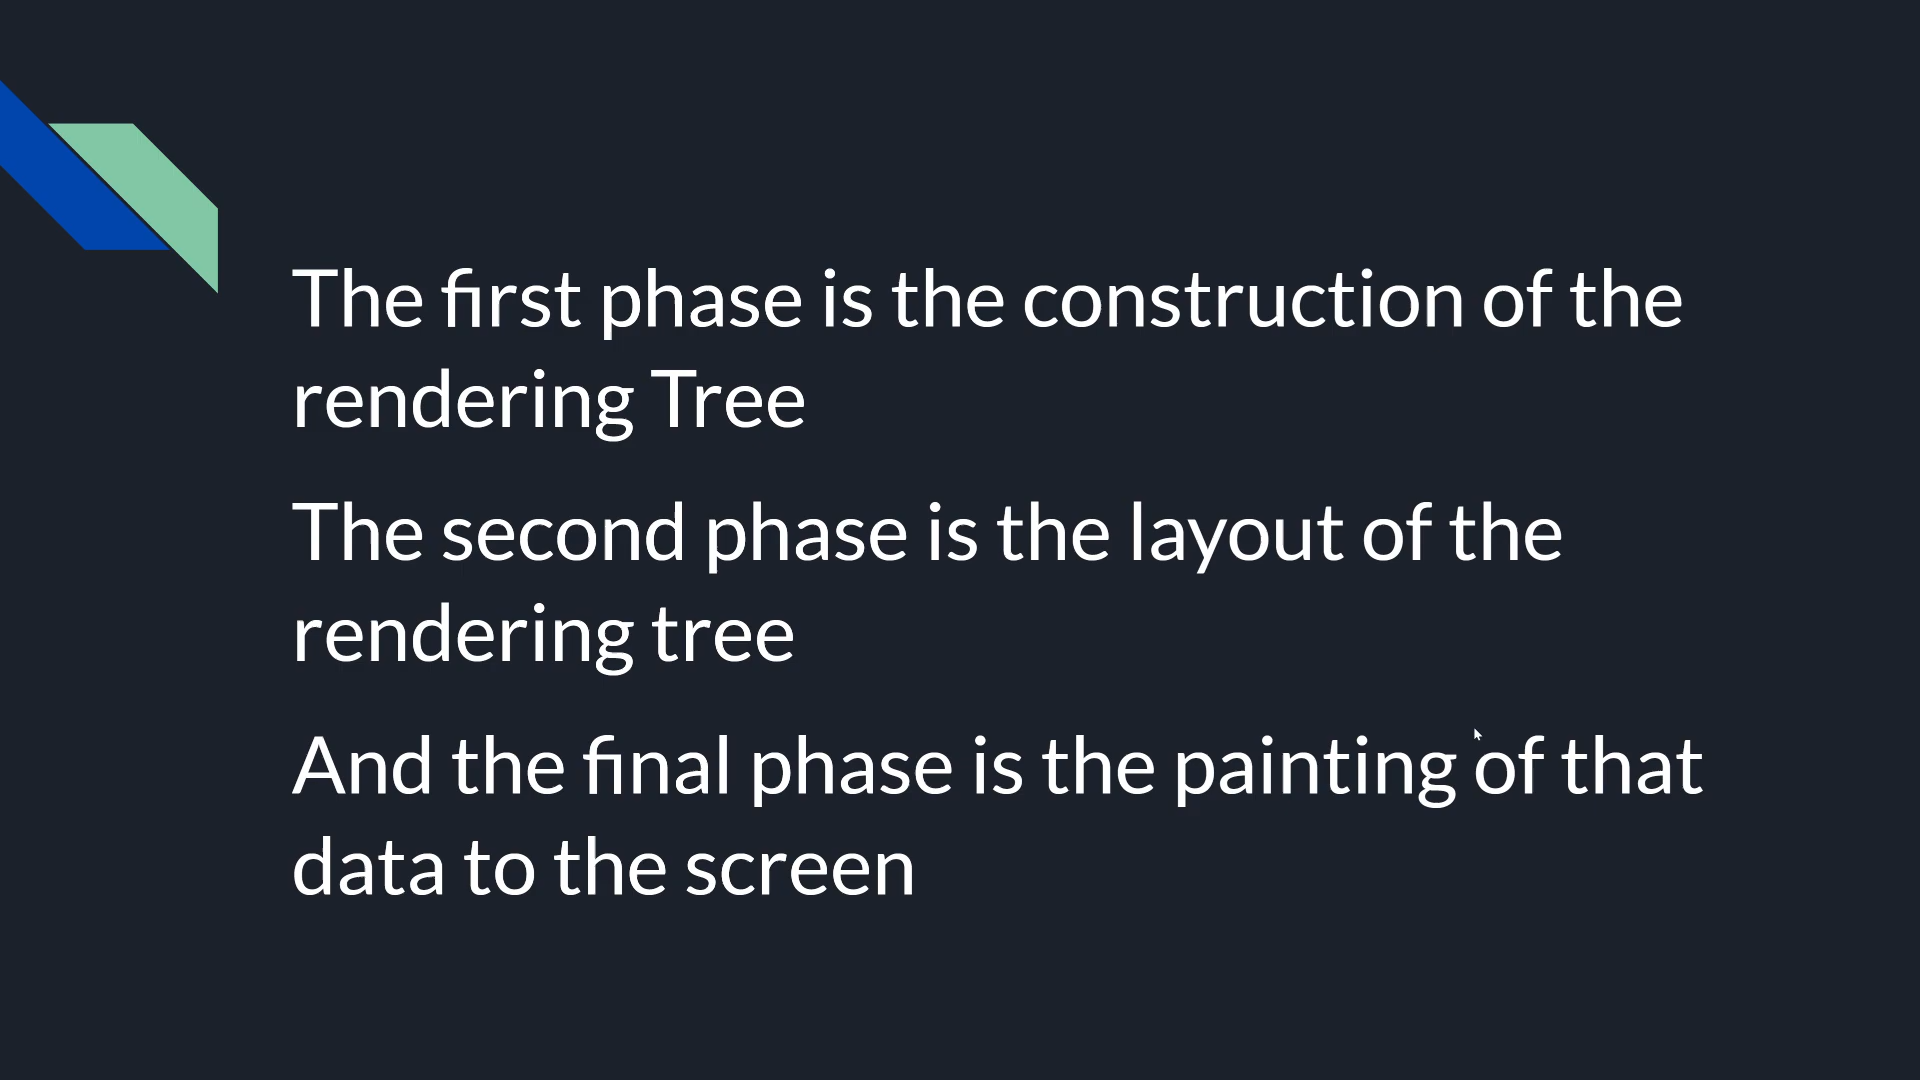 The first phase is the construction of the
rendering Tree
The second phase is the layout of the
rendering tree
And the final phase is the painting of that
data to the screen